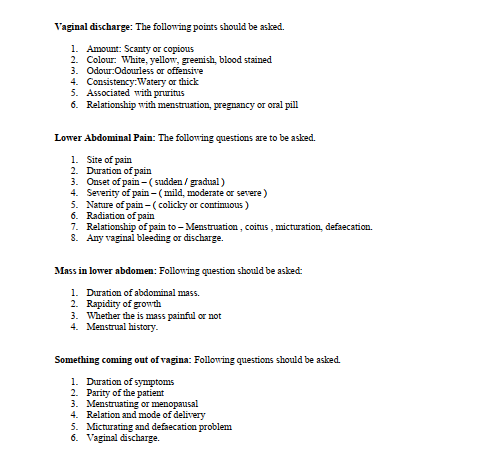 Vaginal discharge: The following points should be asked.
1. Amount: Scanty or copious
2. Colour: White, yellow, greenish, blood stained
3. Odour:Odourless or offensive
4. Consistency:Watery or thick
5. Associated with pruritus
6. Relationship with menstruation, pregnancy or oral pill
Lower Abdominal Pain: The following questions are to be asked.
1. Site of pain
2. Duration of pain
3. Onset of pain – ( sudden / gradual )
4. Severity of pain – ( mild, moderate or severe )
5. Nature of pain – ( colicky or continuous )
6. Radiation of pain
7. Relationship of pain to – Menstruation , coitus , micturation, defaecation.
8. Any vaginal bleeding or discharge.
Mass in lower abdomen: Following question should be asked:
1. Duration of abdominal mass.
2. Rapidity of growth
3. Whether the is mass painful or not
4. Menstrual history.
Something coming out of vagina: Following questions should be asked.
1. Duration of symptoms
2. Parity of the patient
3. Menstruating or menopausal
4. Relation and mode of delivery
5. Micturating and defaecation problem
6. Vaginal discharge.